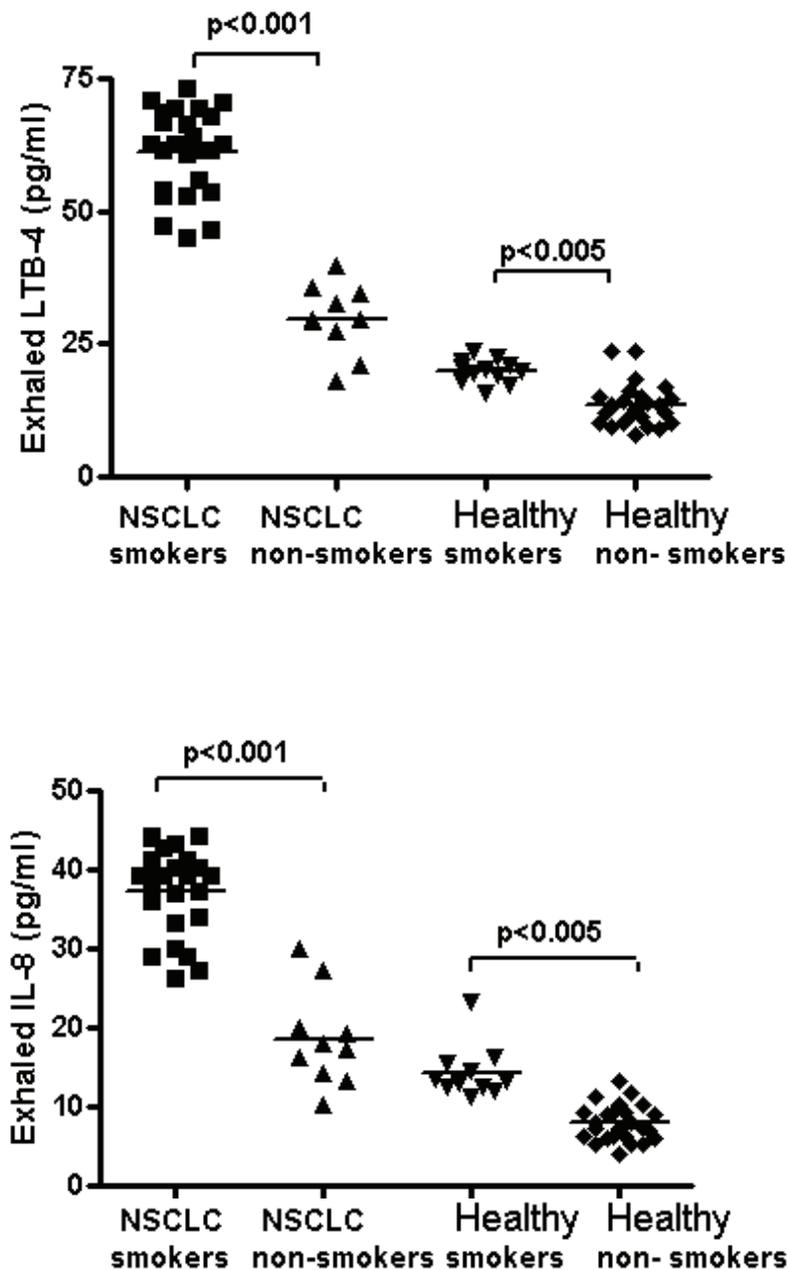 p<0.001
75
p<0.005
50
25
0
Exhaled LTB-4 (pg/ml)
NSCLC NSCLC Healthy Healthy
smokers non-smokers smokers non- smokers
p<0.001
50
40
p<0.005
30
20
10
0
Exhaled IL-8 (pg/ml)
NSCLC NSCLC Healthy Healthy
smokers non-smokers smokers non- smokers